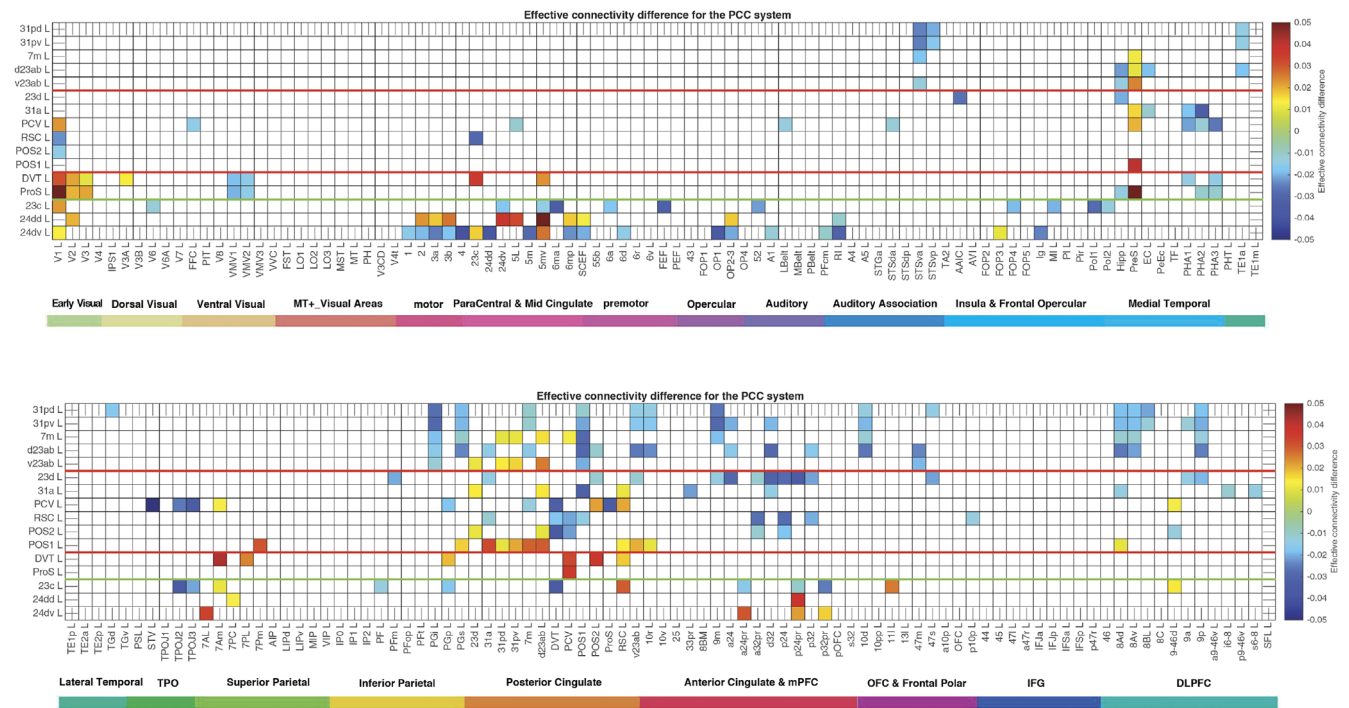 Effective connectivity difference for the PCC system
31pd L
31pv L
7m L
d23ab L
v23ab L
23d L
31a L
PCV L
RSC L
POS2 L
POS1 L
DVT L
ProS L
23c L
24dd L
24dv L
0.05
0.04
0.03
0.02
0.01
0
-0.01
-0.02
-0.03
-0.04
-0.05
Effective connectivity difference
V1 L
V2 L
V3 L
V4 L
IPS1 L
V3A L
V3B L
V6 L
V6A L
V7 L
FFC L
PIT L
V8 L
VMV1 L
VMV2 L
VMV3 L
VVC L
FST L
LO1 L
LO2 L
LO3 L
MST L
MT L
PH L
V3CD L
V4t L
1 L
2 L
3a L
3b L
4 L
23c L
24dd L
24dv L
5L L
5m L
5mv L
6ma L
6mp L
SCEF L
55b L
6a L
6d L
6r L
6v L
FEF L
PEF L
43 L
FOP1 L
OP1 L
OP2-3 L
OP4 L
52 L
A1 L
LBelt L
MBelt L
PBelt L
PFcm L
RI L
A4 L
A5 L
STGa L
STSda L
STSdp L
STSva L
STSvp L
TA2 L
AAIC L
AVI L
FOP2 L
FOP3 L
FOP4 L
FOP5 L
Ig L
MI L
PI L
Pir L
PoI1 L
PoI2 L
Hipp L
PreS L
EC L
PeEc L
TF L
PHA1 L
PHA2 L
PHA3 L
PHT L
TE1a L
TE1m L
Early Visual
Dorsal Visual
Ventral Visual
MT+_Visual Areas
motor
ParaCentral & Mid Cingulate
premotor
Opercular
Auditory
Auditory Association
Insula & Frontal Opercular
Medial Temporal
Effective connectivity difference for the PCC system
31pd L
31pv L
7m L
d23ab L
v23ab L
23d L
31a L
PCV L
RSC L
POS2 L
POS1 L
DVT L
ProS L
23c L
24dd L
24dv L
0.05
0.04
0.03
0.02
0.01
0
-0.01
-0.02
-0.03
-0.04
-0.05
Effective connectivity difference
TE1p L
TE2a L
TE2p L
TGd L
TGv L
PSL L
STV L
TPOJ1 L
TPOJ2 L
TPOJ3 L
7AL L
7Am L
7PC L
7PL L
7Pm L
AIP L
LIPd L
LIPv L
MIP L
VIP L
IP0 L
IP1 L
IP2 L
PF L
PFm L
PFop L
PFt L
PGi L
PGp L
PGs L
23d L
31a L
31pd L
31pv L
7m L
d23ab L
DVT L
PCV L
POS1 L
POS2 L
ProS L
RSC L
v23ab L
10r L
10v L
25 L
33pr L
8BM L
9m L
a24 L
a24pr L
a32pr L
d32 L
p24 L
p24pr L
p32 L
p32pr L
pOFC L
s32 L
10d L
10pp L
11l L
13l L
47m L
47s L
a10p L
OFC L
p10p L
44 L
45 L
47l L
a47r L
IFJa L
IFJp L
IFSa L
IFSp L
p47r L
46 L
8Ad L
8Av L
8BL L
8C L
9-46d L
9a L
9p L
a9-46v L
i6-8 L
p9-46v L
s6-8 L
SFL L
Lateral Temporal
TPO
Superior Parietal
Inferior Parietal
Posterior Cingulate
Anterior Cingulate & mPFC
OFC & Frontal Polar
IFG
DLPFC